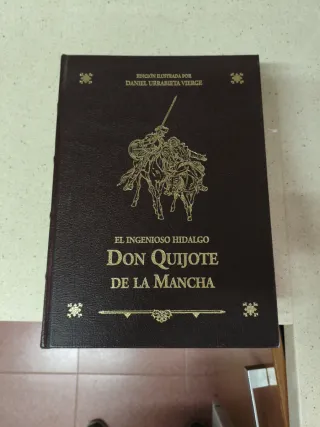 EDICIÓN ILUSTRADA POR
DANIEL URRABIETA VIERGE
EL INGENIOSO HIDALGO
DON QUIJOTE
DE LA MANCHA